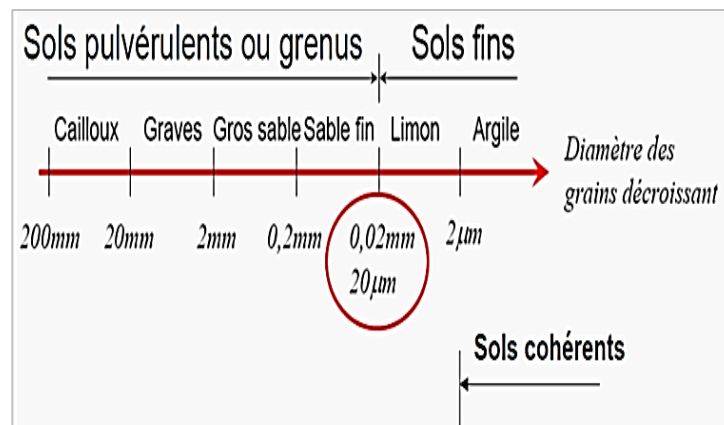 Sols pulvérulents ou grenus Sols fins
Cailloux Graves Gros sable Sable fin Limon Argile
Diamètre des
grains décroissant
200mm 20mm 2mm 0,2mm 0,02mm 2µm
20µm
Sols cohérents